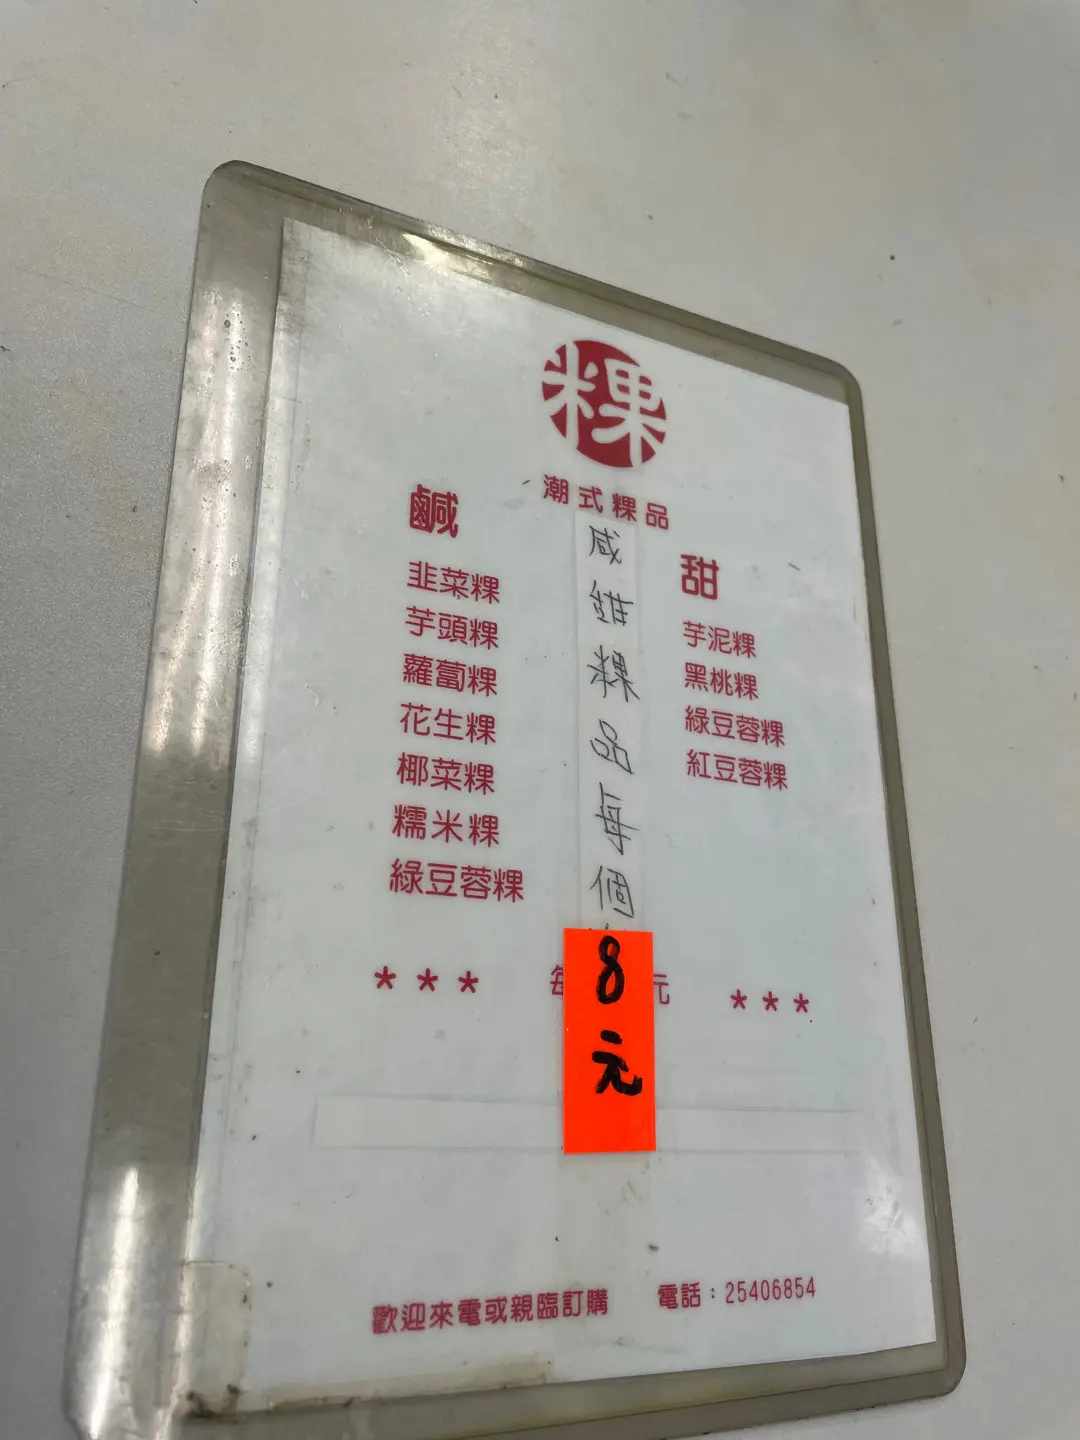 粿
潮式粿品
鹹
韭菜粿
芋頭粿
蘿蔔粿
花生粿
椰菜粿
糯米粿
綠豆蓉粿
咸甜粿品每個
8元
甜
芋泥粿
黑桃粿
綠豆蓉粿
紅豆蓉粿
*** 每 元 ***
歡迎來電或親臨訂購 電話：25406854